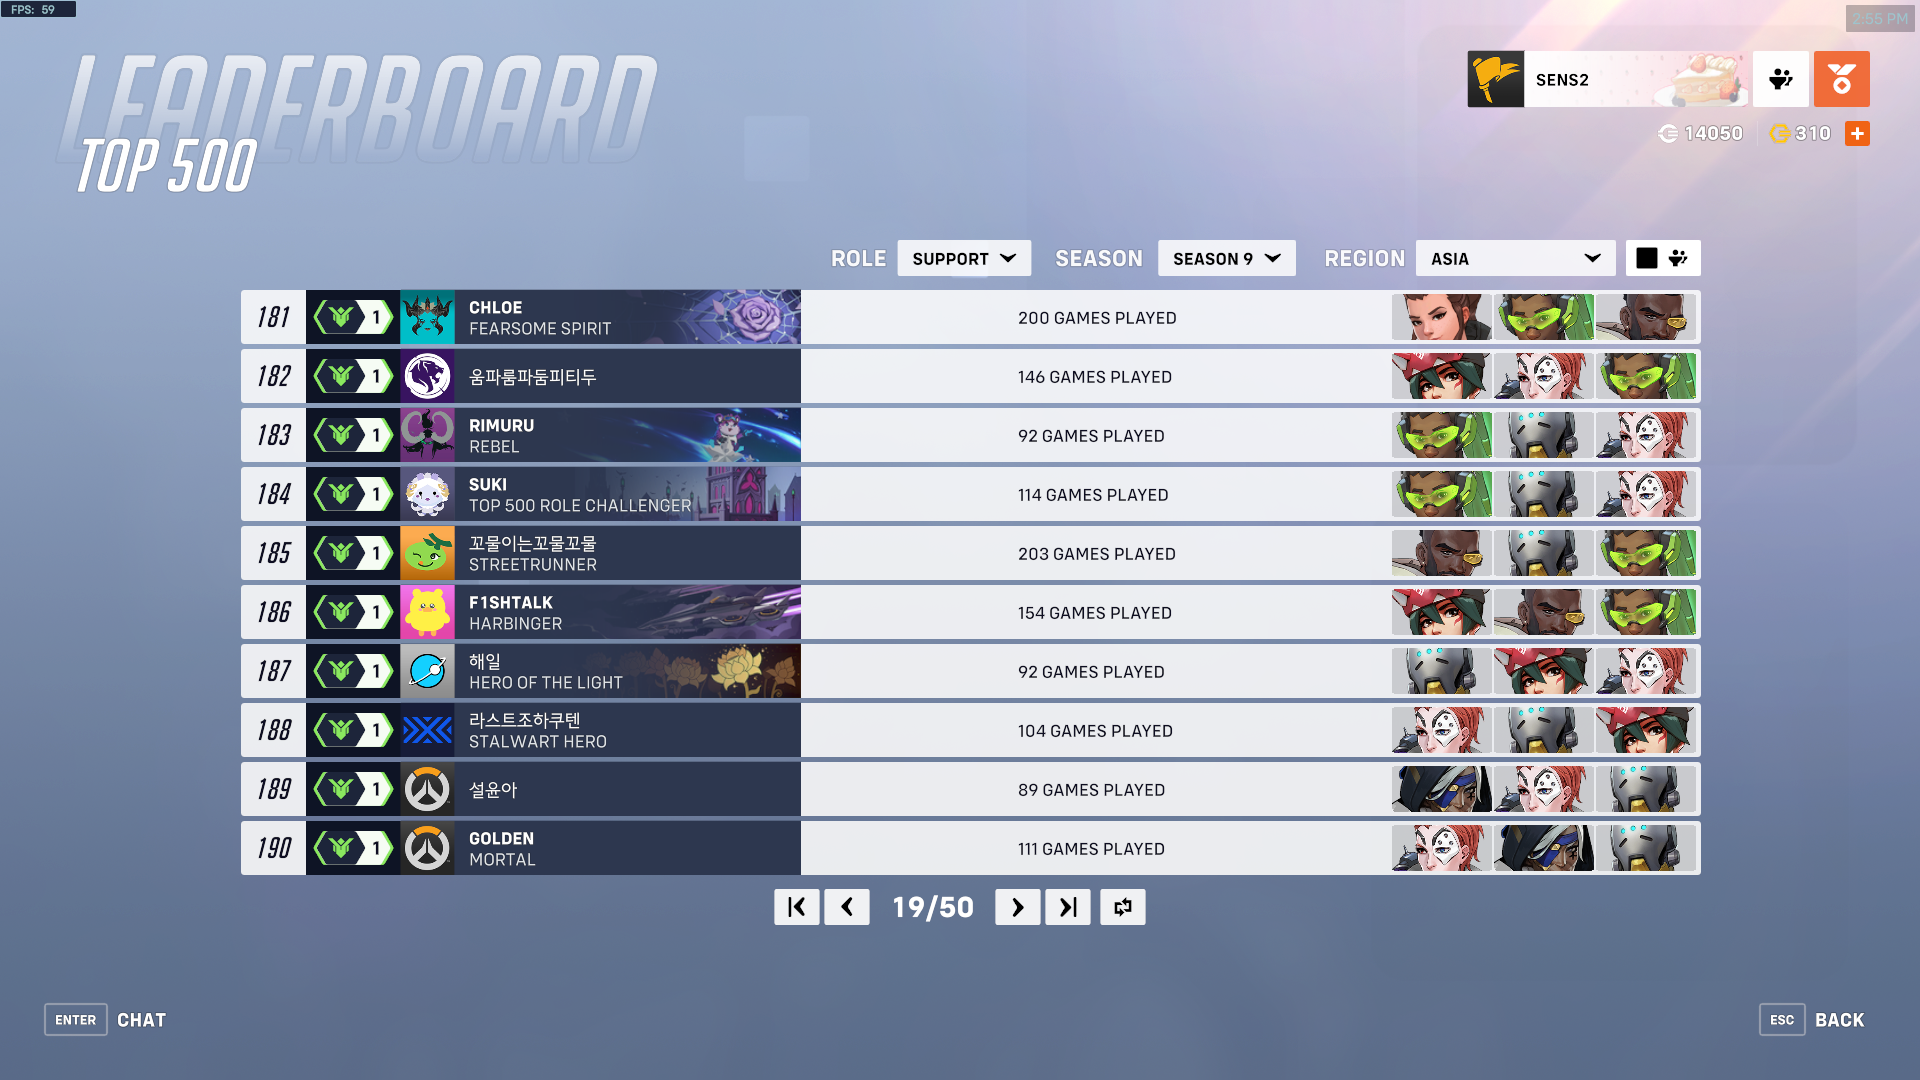 FPS: 59
2:55 PM
LEADERBOARD
TOP 500
SENS2
14050
310
ROLE SUPPORT SEASON SEASON 9 REGION ASIA
181 1 CHLOE 200 GAMES PLAYED
FEARSOME SPIRIT
182 1 움파룸파둠피티두 146 GAMES PLAYED
183 1 RIMURU 92 GAMES PLAYED
REBEL
184 1 SUKI 114 GAMES PLAYED
TOP 500 ROLE CHALLENGER
185 1 꼬물이는꼬물꼬물 203 GAMES PLAYED
STREETRUNNER
186 1 F1SHTALK 154 GAMES PLAYED
HARBINGER
187 1 해일 92 GAMES PLAYED
HERO OF THE LIGHT
188 1 라스트조하쿠텐 104 GAMES PLAYED
STALWART HERO
189 1 설윤아 89 GAMES PLAYED
190 1 GOLDEN 111 GAMES PLAYED
MORTAL
19/50
ENTER CHAT
ESC BACK